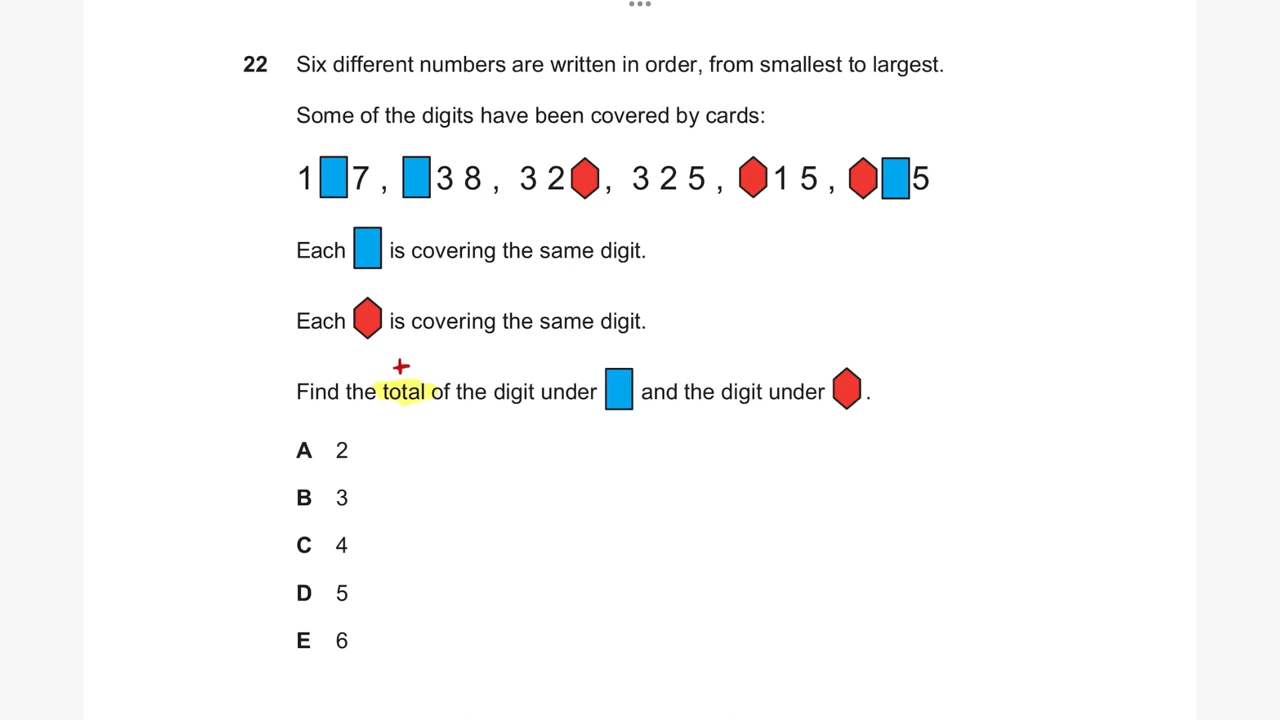 22 Six different numbers are written in order, from smallest to largest.
Some of the digits have been covered by cards:
1 7 , 3 8 , 3 2 , 3 2 5 , 1 5 , 5
Each is covering the same digit.
Each is covering the same digit.
+
Find the total of the digit under and the digit under .
A 2
B 3
C 4
D 5
E 6